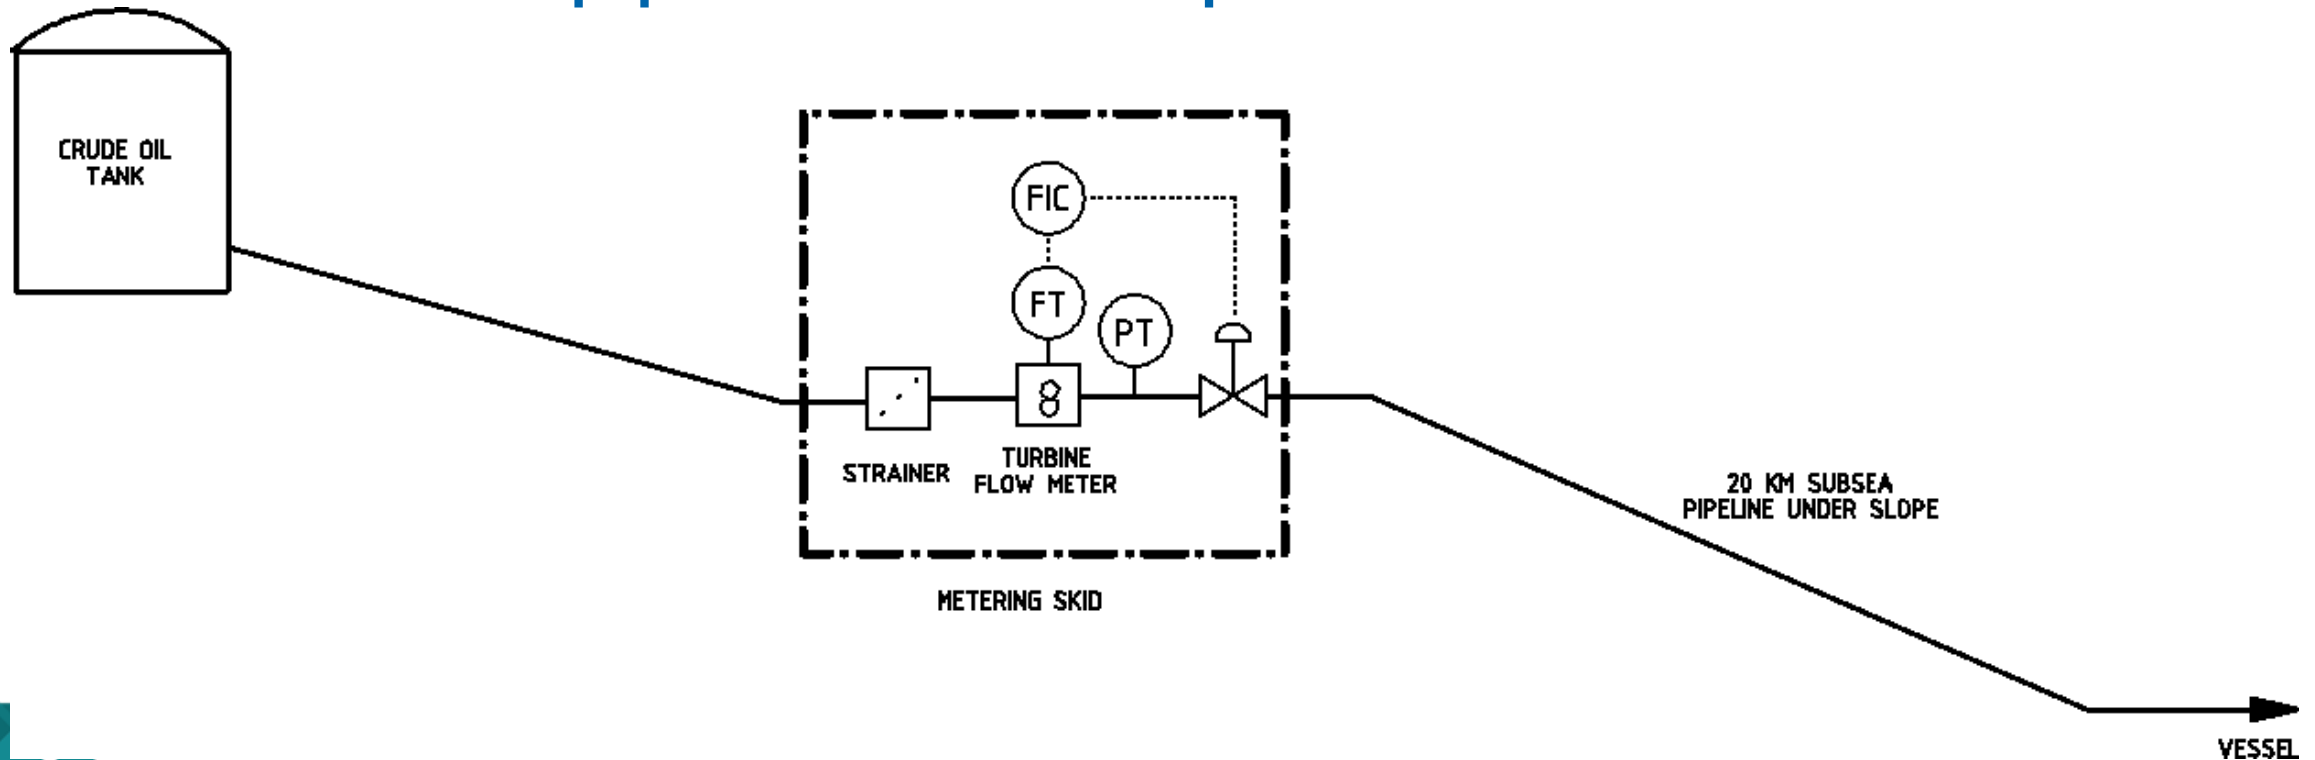 CRUDE OIL
TANK
FIC
FT
PT
STRAINER
TURBINE
FLOW METER
METERING SKID
20 KM SUBSEA
PIPELINE UNDER SLOPE
VESSEL